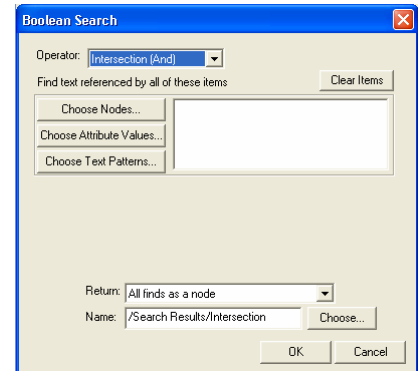 Boolean Search
Operator: Intersection (And)
Find text referenced by all of these items
Clear Items
Choose Nodes...
Choose Attribute Values...
Choose Text Patterns...
Return: All finds as a node
Name: /Search Results/Intersection Choose...
OK Cancel